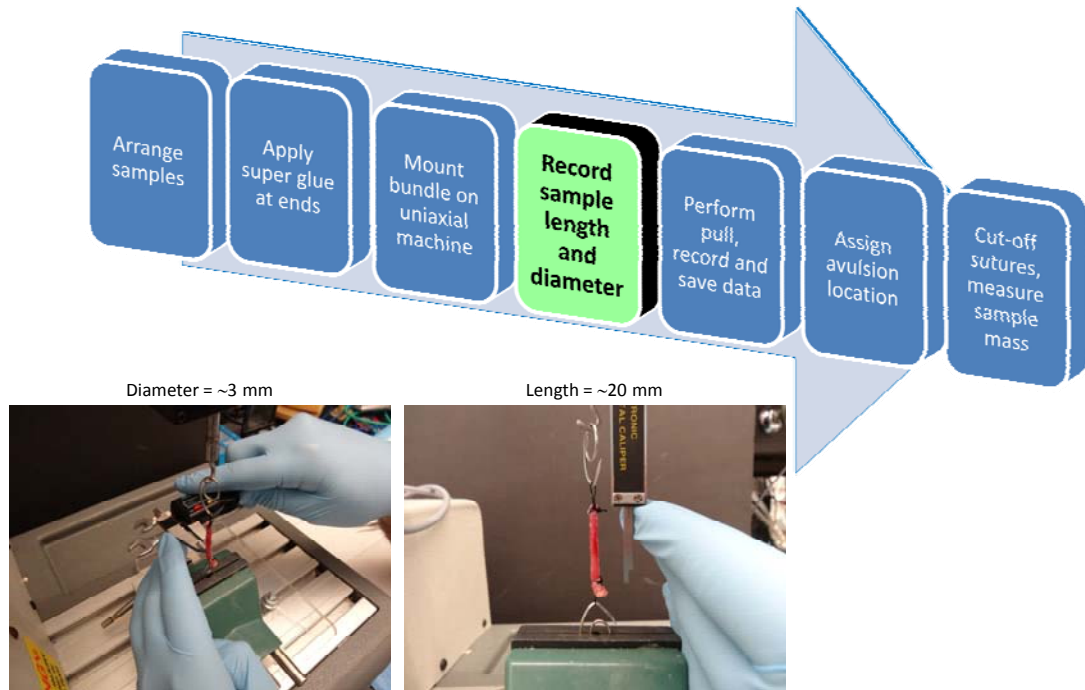 Arrange
samples
Apply
super glue
at ends
Mount
bundle on
uniaxial
machine
Record
sample
length
and
diameter
Perform
pull,
record and
save data
Assign
avulsion
location
Cut-off
sutures,
measure
sample
mass
Diameter = ~3 mm
Length = ~20 mm
CALIPER